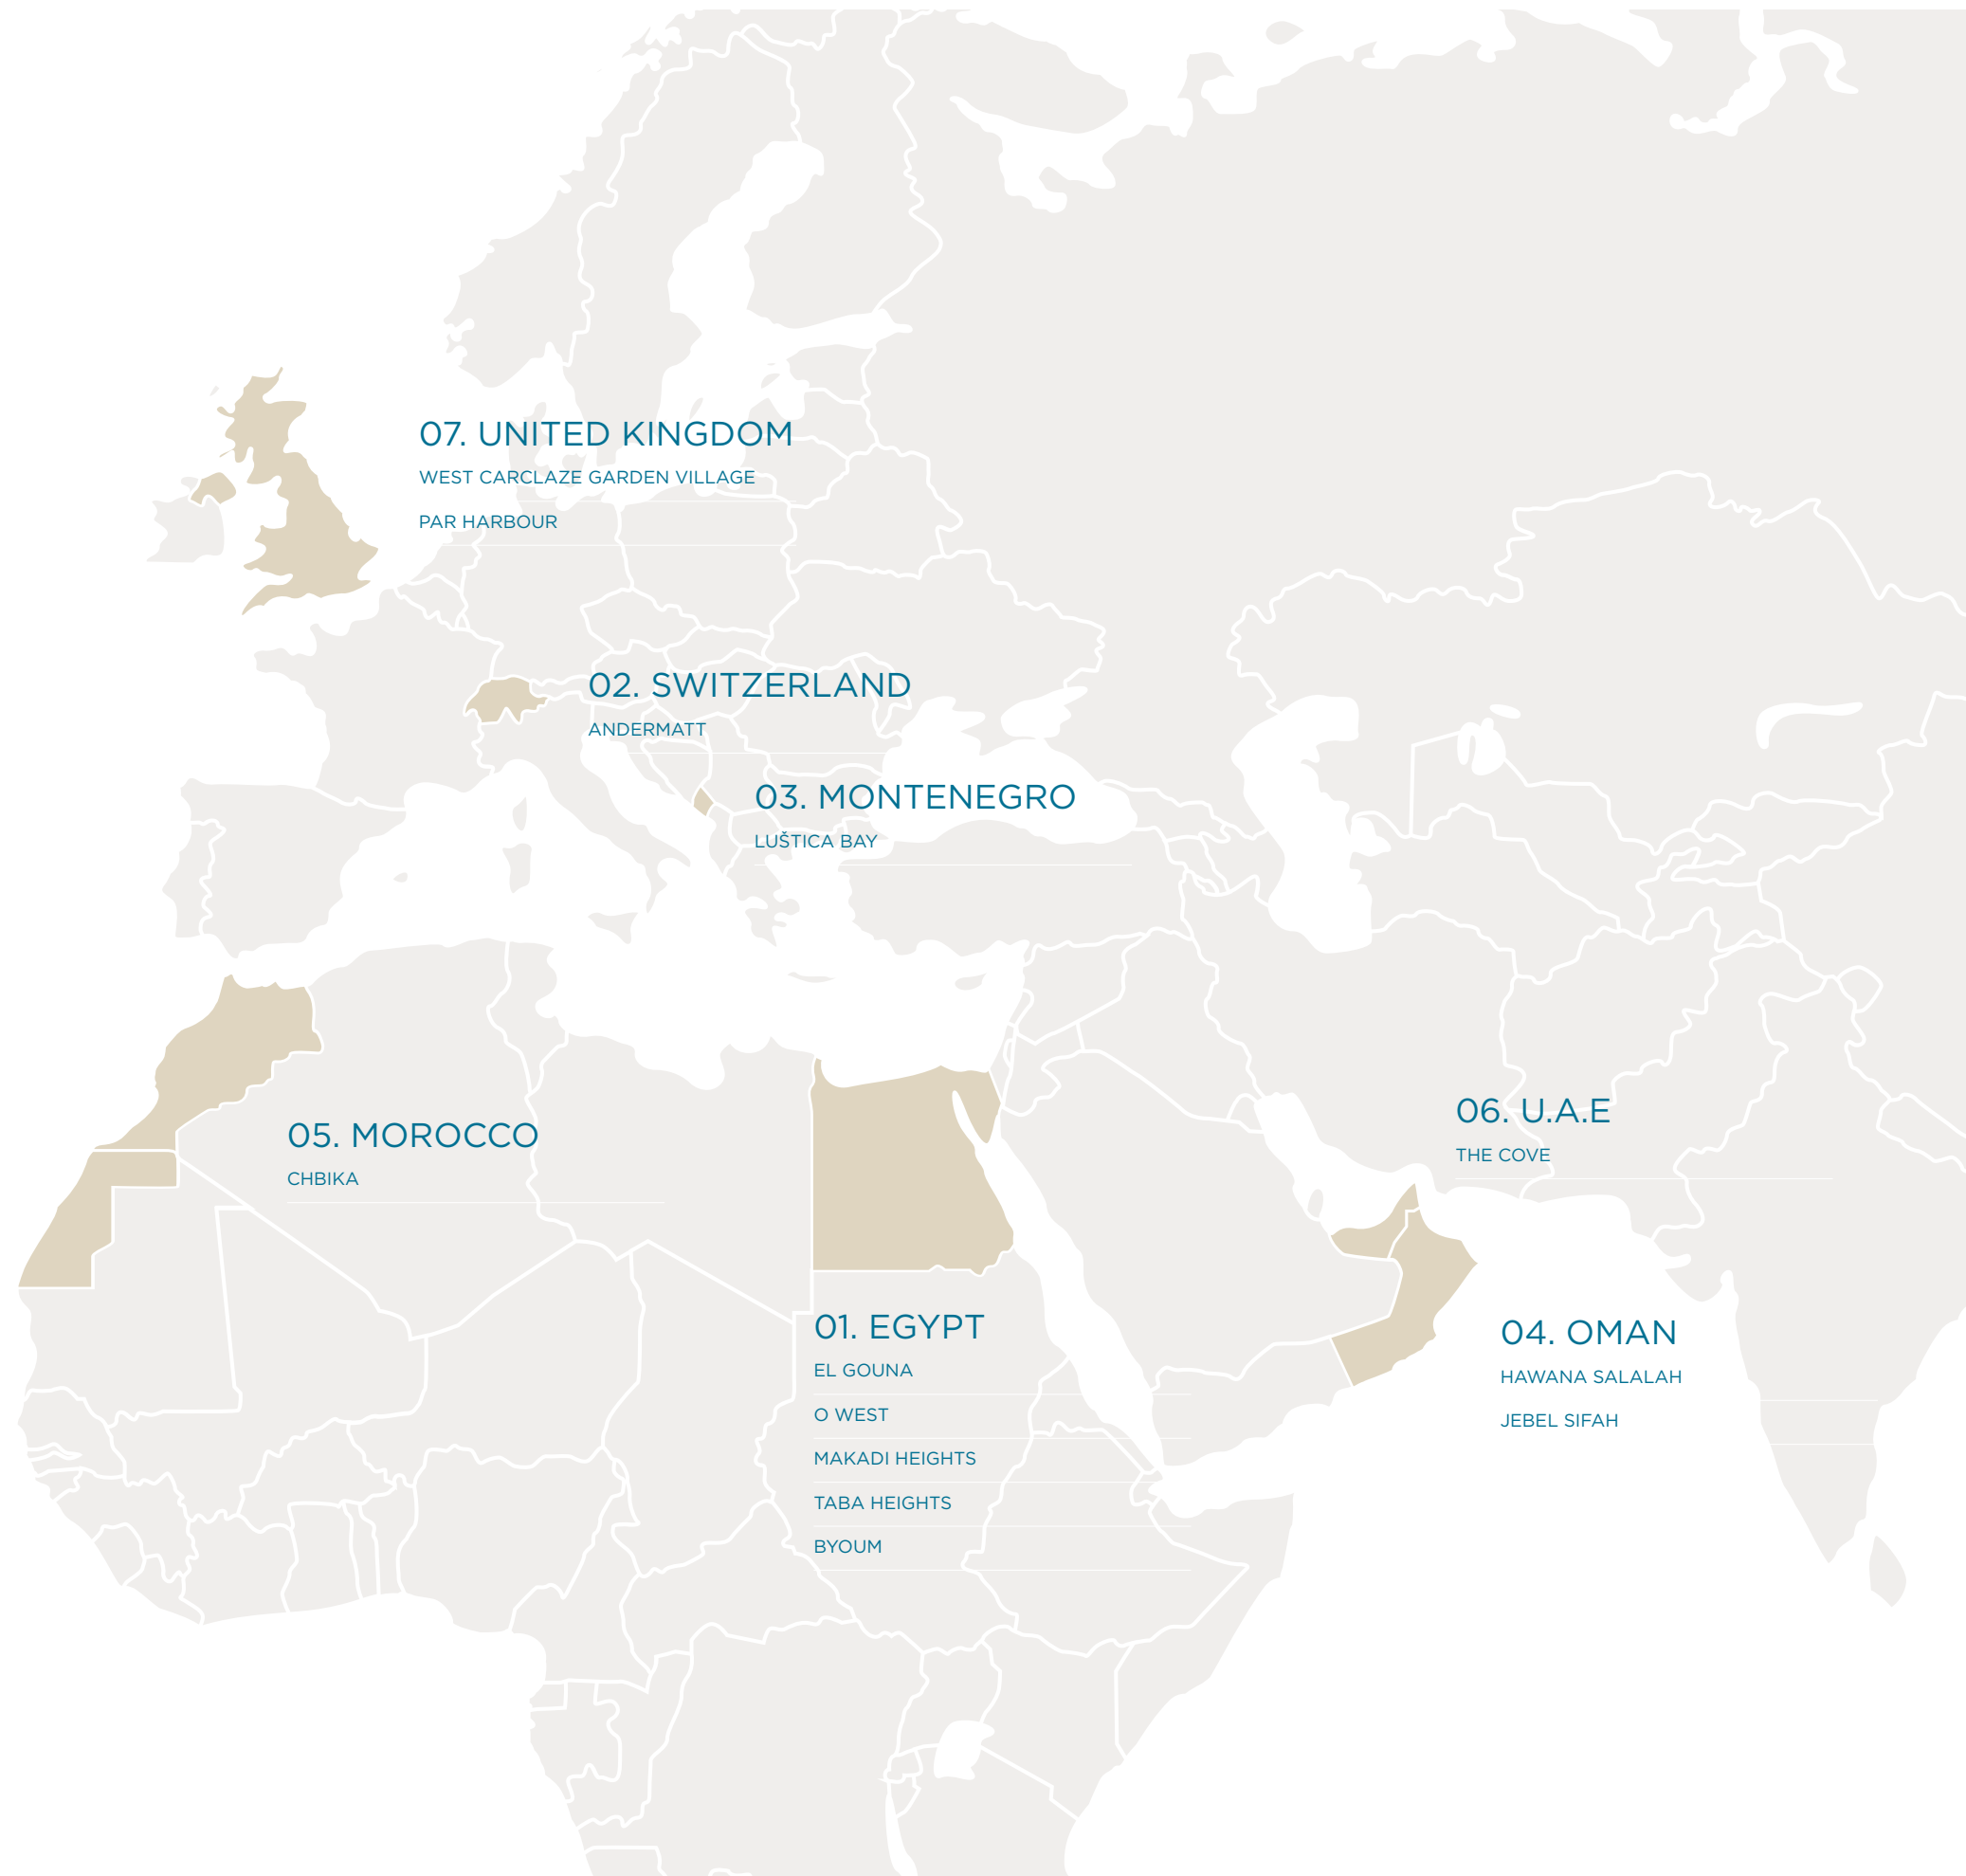 07. UNITED KINGDOM
WEST CARCLAZE GARDEN VILLAGE
PAR HARBOUR
02. SWITZERLAND
ANDERMATT
03. MONTENEGRO
LUŠTICA BAY
05. MOROCCO
CHBIKA
06. U.A.E
THE COVE
01. EGYPT
EL GOUNA
O WEST
MAKADI HEIGHTS
TABA HEIGHTS
BYOUM
04. OMAN
HAWANA SALALAH
JEBEL SIFAH